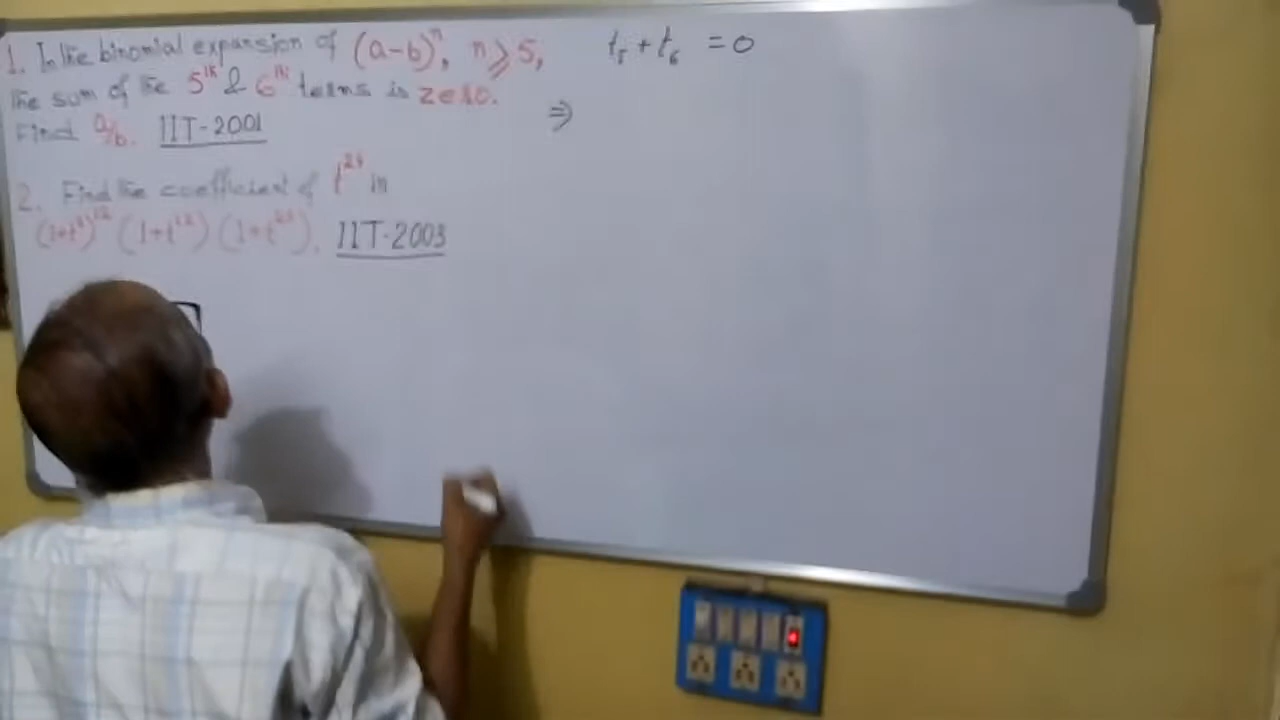 1. In the binomial expansion of (a-b)ⁿ, n ≥ 5,
the sum of the 5th & 6th terms is zero.
Find a/b. IIT-2001
2. Find the coefficient of t²⁴ in
(1+t²)¹² (1+t¹²) (1+t²⁴). IIT-2003
t₅ + t₆ = 0
⇒